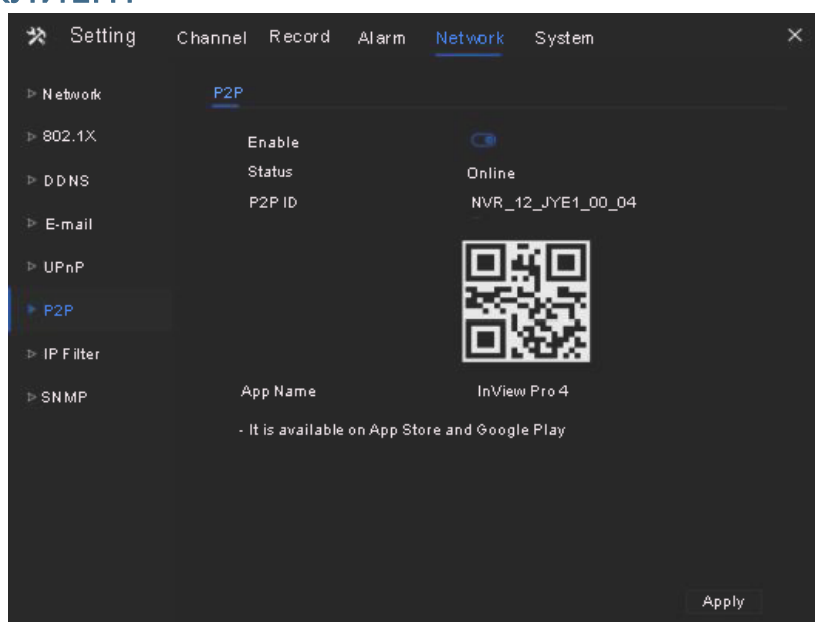 Setting Channel Record Alarm Network System
Network
P2P
802.1X
Enable
DDNS
Status Online
P2P ID NVR_12_JYE1_00_04
E-mail
UPnP
P2P
IP Filter
SNMP
App Name InView Pro 4
- It is available on App Store and Google Play
Apply